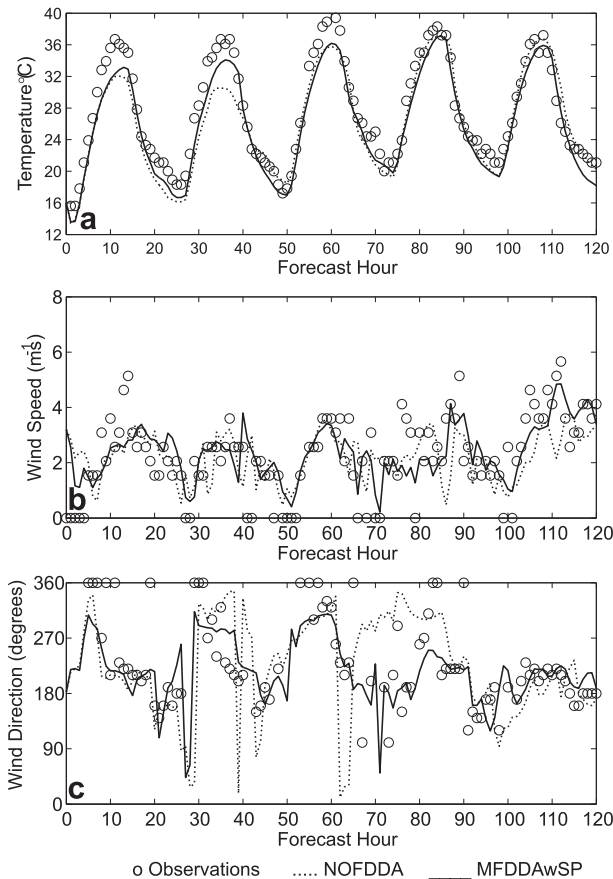 40
36
32
28
24
20
16
12
Temperature °(C)
a
0 10 20 30 40 50 60 70 80 90 100 110 120
Forecast Hour
8
6
4
2
0
Wind Speed (ms-1)
b
0 10 20 30 40 50 60 70 80 90 100 110 120
Forecast Hour
360
270
180
90
0
Wind Direction (degrees)
c
0 10 20 30 40 50 60 70 80 90 100 110 120
Forecast Hour
o Observations ..... NOFDDA ____ MFDDAwSP